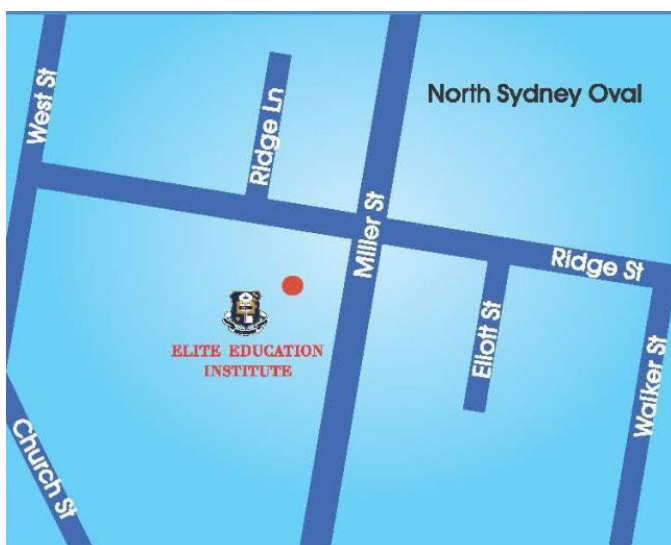 West St
Ridge Ln
North Sydney Oval
Miller St
Ridge St
Eliott St
Walker St
ELITE EDUCATION
INSTITUTE
Church St